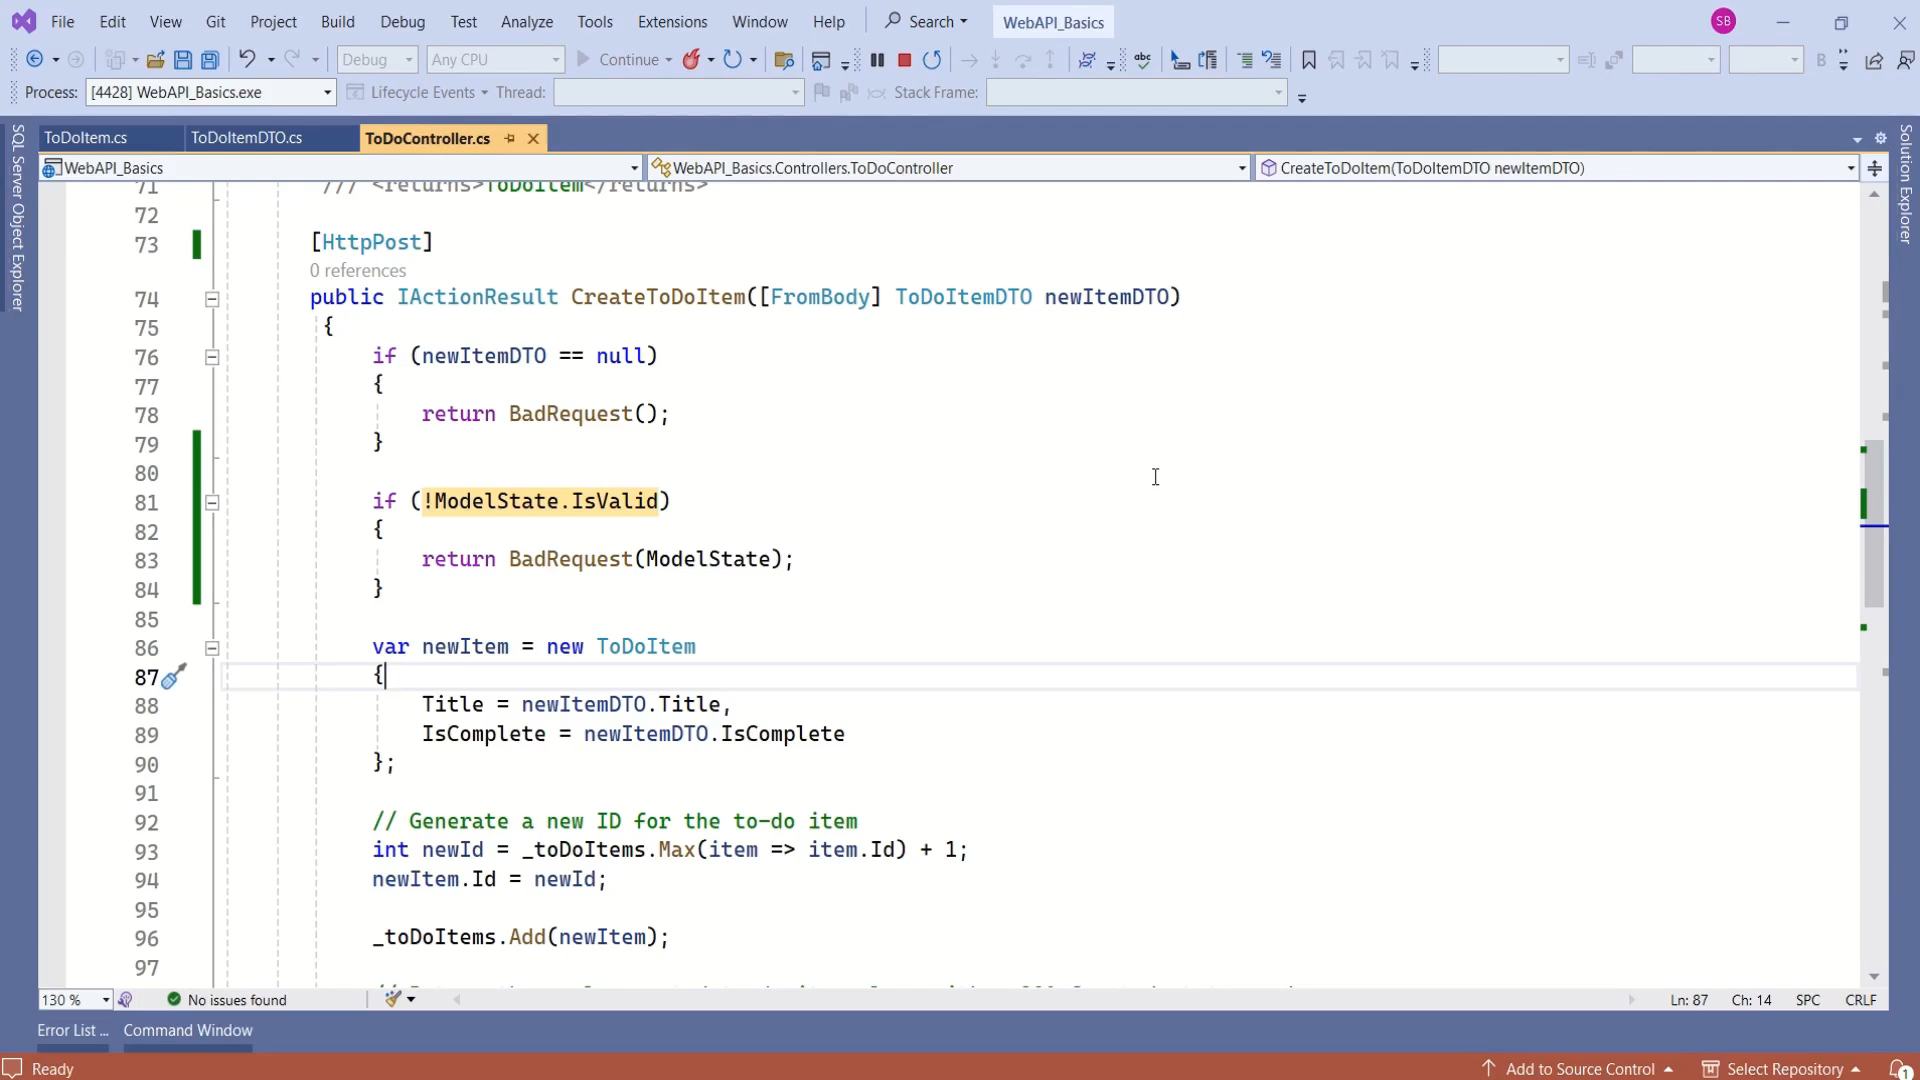 File Edit View Git Project Build Debug Test Analyze Tools Extensions Window Help Search WebAPI_Basics SB
Debug Any CPU Continue
Process: [4428] WebAPI_Basics.exe Lifecycle Events Thread: Stack Frame:
SQL Server Object Explorer
ToDoItem.cs ToDoItemDTO.cs ToDoController.cs
WebAPI_Basics WebAPI_Basics.Controllers.ToDoController CreateToDoItem(ToDoItemDTO newItemDTO)
Solution Explorer
71 /// <returns>ToDoItem</returns>
72
73 [HttpPost]
0 references
74 public IActionResult CreateToDoItem([FromBody] ToDoItemDTO newItemDTO)
75 {
76 if (newItemDTO == null)
77 {
78 return BadRequest();
79 }
80
81 if (!ModelState.IsValid)
82 {
83 return BadRequest(ModelState);
84 }
85
86 var newItem = new ToDoItem
87 {
88 Title = newItemDTO.Title,
89 IsComplete = newItemDTO.IsComplete
90 };
91
92 // Generate a new ID for the to-do item
93 int newId = _toDoItems.Max(item => item.Id) + 1;
94 newItem.Id = newId;
95
96 _toDoItems.Add(newItem);
97
130 % No issues found Ln: 87 Ch: 14 SPC CRLF
Error List ... Command Window
Ready Add to Source Control Select Repository 1